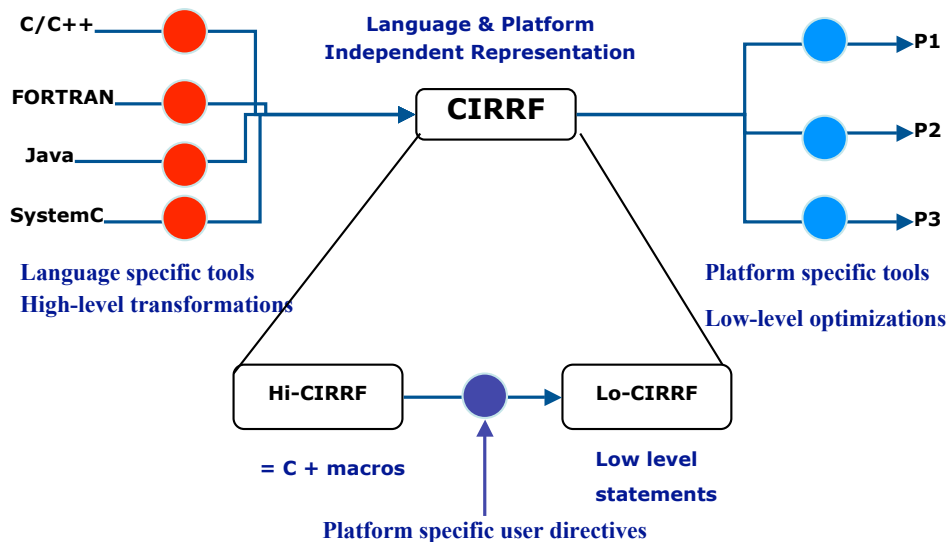 C/C++
FORTRAN
Java
SystemC
Language specific tools
High-level transformations
Language & Platform
Independent Representation
CIRRF
P1
P2
P3
Platform specific tools
Low-level optimizations
Hi-CIRRF
= C + macros
Lo-CIRRF
Low level
statements
Platform specific user directives